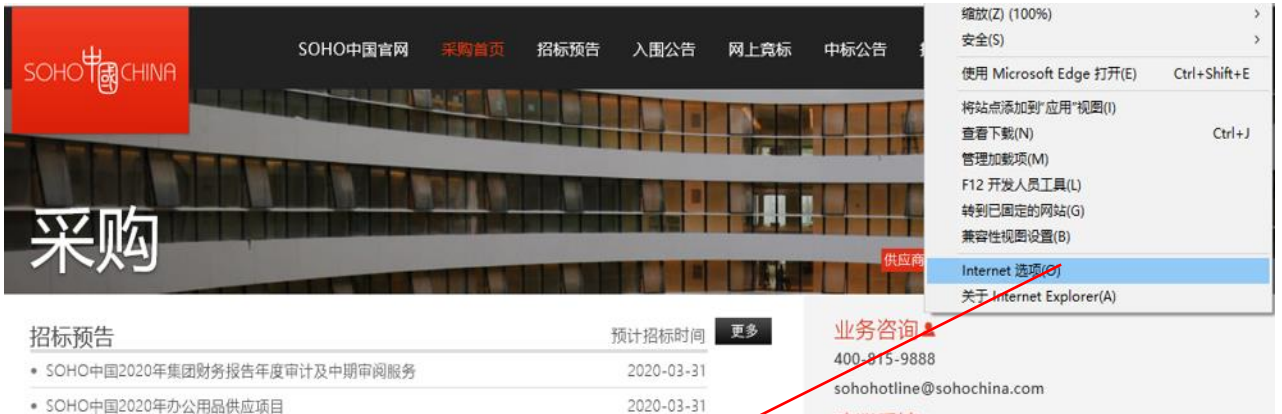 SOHO中國CHINA
SOHO中国官网 采购首页 招标预告 入围公告 网上竞标 中标公告
缩放(Z) (100%) >
安全(S) >
使用 Microsoft Edge 打开(E) Ctrl+Shift+E
将站点添加到“应用”视图(I)
查看下载(N) Ctrl+J
管理加载项(M)
F12 开发人员工具(L)
转到已固定的网站(G)
兼容性视图设置(B)
Internet 选项(O)
关于 Internet Explorer(A)
采购
供应商
招标预告 预计招标时间 更多
• SOHO中国2020年集团财务报告年度审计及中期审阅服务 2020-03-31
• SOHO中国2020年办公用品供应项目 2020-03-31
业务咨询
400-815-9888
sohohotline@sohochina.com